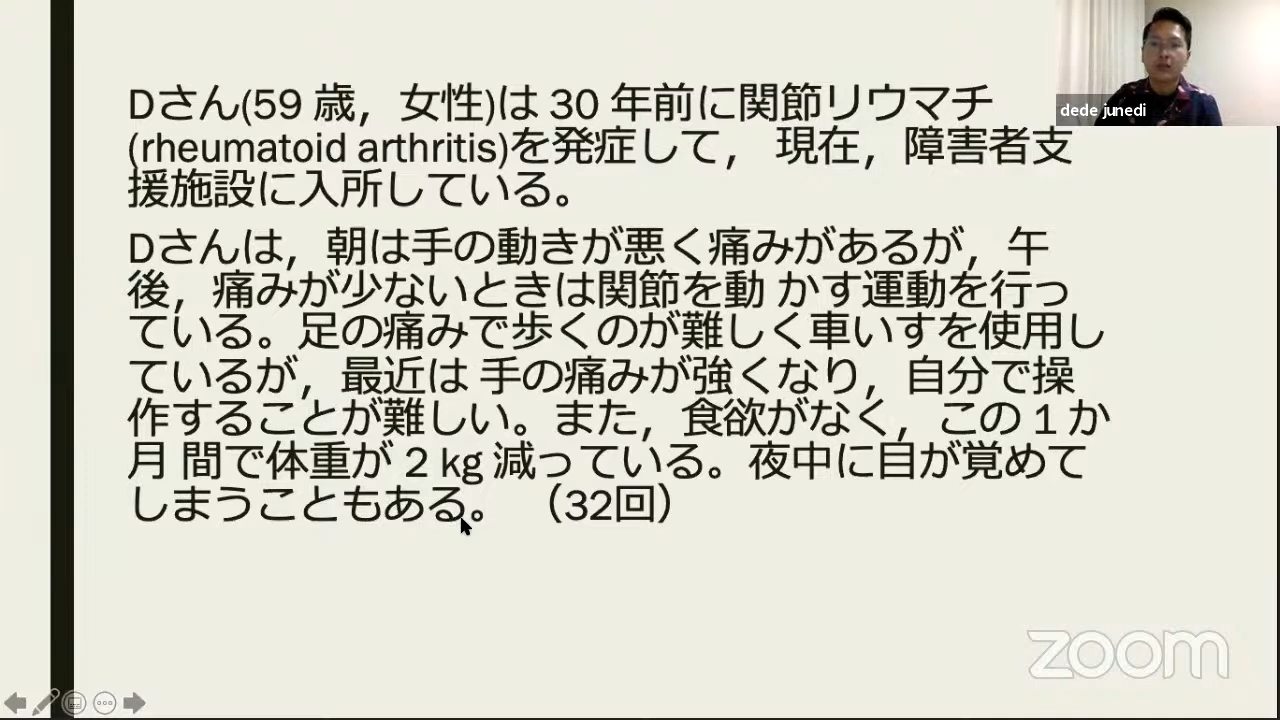 Dさん(59 歳，女性)は 30 年前に関節リウマチ
(rheumatoid arthritis)を発症して， 現在，障害者支
援施設に入所している。
Dさんは，朝は手の動きが悪く痛みがあるが，午
後，痛みが少ないときは関節を動 かす運動を行っ
ている。足の痛みで歩くのが難しく車いすを使用し
ているが，最近は 手の痛みが強くなり，自分で操
作することが難しい。また，食欲がなく，この 1 か
月 間で体重が 2 kg 減っている。夜中に目が覚めて
しまうこともある。 （32回）
dede junedi
zoom